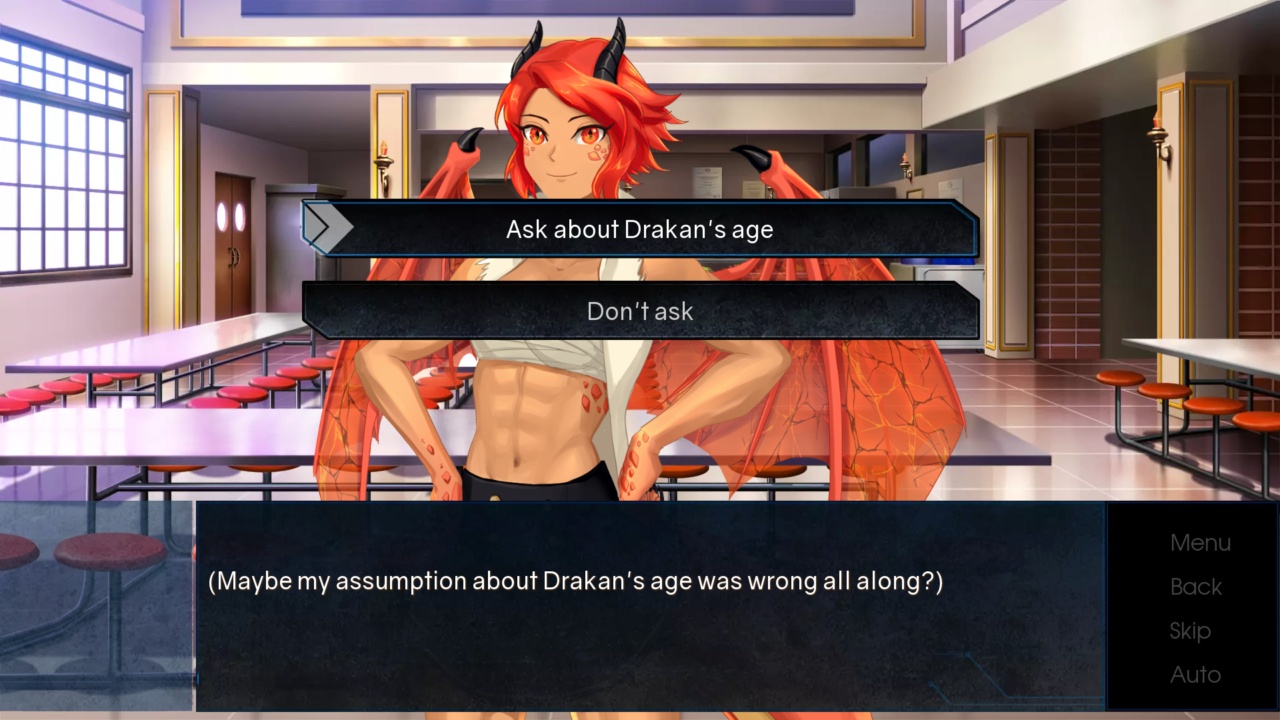 Ask about Drakan's age
Don't ask
(Maybe my assumption about Drakan's age was wrong all along?)
Menu
Back
Skip
Auto